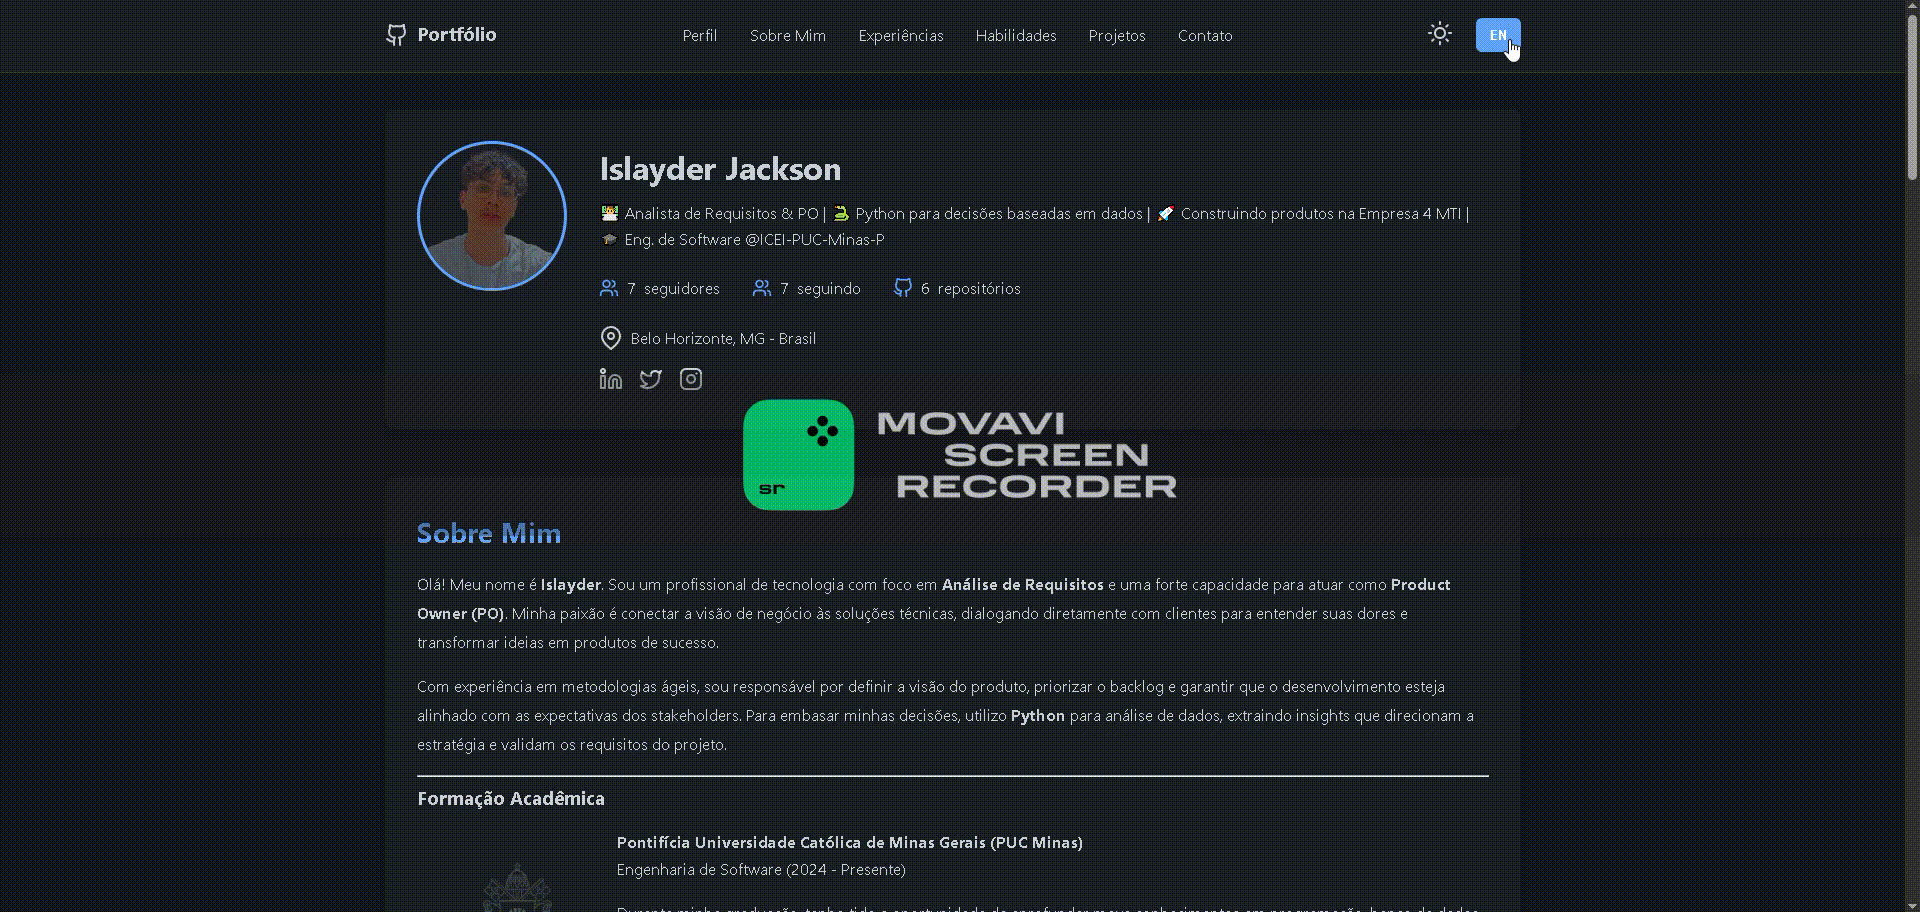 Portfólio
Perfil
Sobre Mim
Experiências
Habilidades
Projetos
Contato
EN
Islayder Jackson
Analista de Requisitos & PO | Python para decisões baseadas em dados | Construindo produtos na Empresa 4 MTI |
Eng. de Software @ICEI-PUC-Minas-P
7 seguidores
7 seguindo
6 repositórios
Belo Horizonte, MG - Brasil
MOVAVI
SCREEN
RECORDER
sr
Sobre Mim
Olá! Meu nome é Islayder. Sou um profissional de tecnologia com foco em Análise de Requisitos e uma forte capacidade para atuar como Product
Owner (PO). Minha paixão é conectar a visão de negócio às soluções técnicas, dialogando diretamente com clientes para entender suas dores e
transformar ideias em produtos de sucesso.
Com experiência em metodologias ágeis, sou responsável por definir a visão do produto, priorizar o backlog e garantir que o desenvolvimento esteja
alinhado com as expectativas dos stakeholders. Para embasar minhas decisões, utilizo Python para análise de dados, extraindo insights que direcionam a
estratégia e validam os requisitos do projeto.
Formação Acadêmica
Pontifícia Universidade Católica de Minas Gerais (PUC Minas)
Engenharia de Software (2024 - Presente)